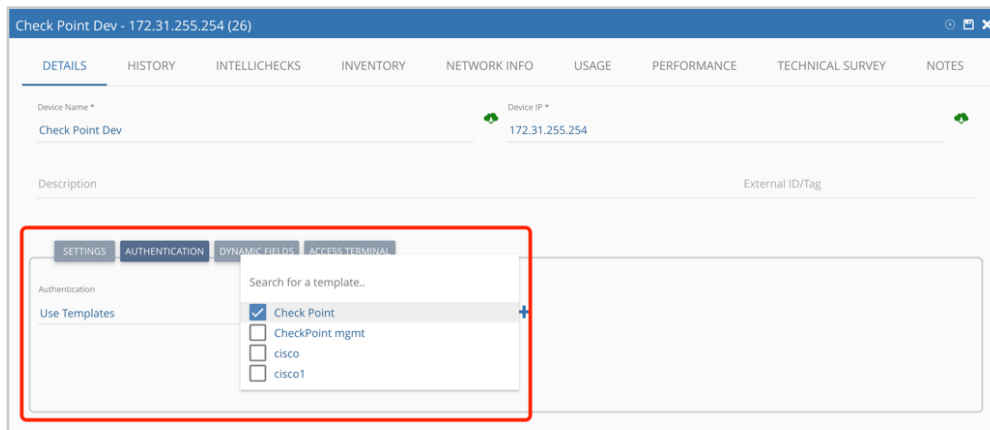 Check Point Dev - 172.31.255.254 (26)
DETAILS HISTORY INTELLICHECKS INVENTORY NETWORK INFO USAGE PERFORMANCE TECHNICAL SURVEY NOTES
Device Name * Device IP *
Check Point Dev 172.31.255.254
Description External ID/Tag
SETTINGS AUTHENTICATION DYNAMIC FIELDS ACCESS TERMINAL
Search for a template..
Authentication
Use Templates
Check Point
CheckPoint mgmt
cisco
cisco1